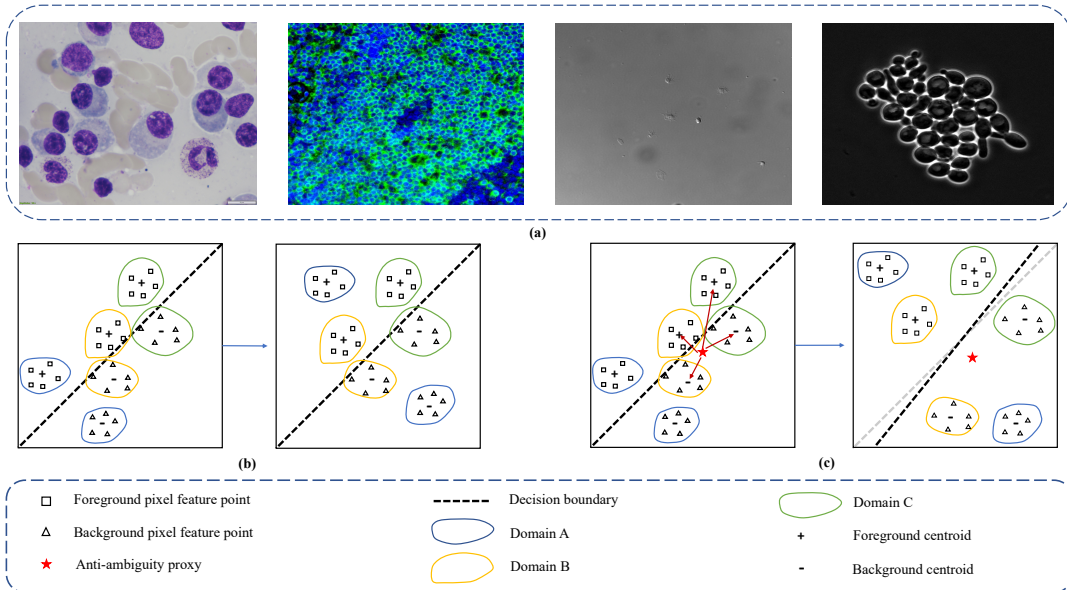 (a)
(b)
(c)
Foreground pixel feature point
Background pixel feature point
Anti-ambiguity proxy
Decision boundary
Domain A
Domain B
Domain C
Foreground centroid
Background centroid